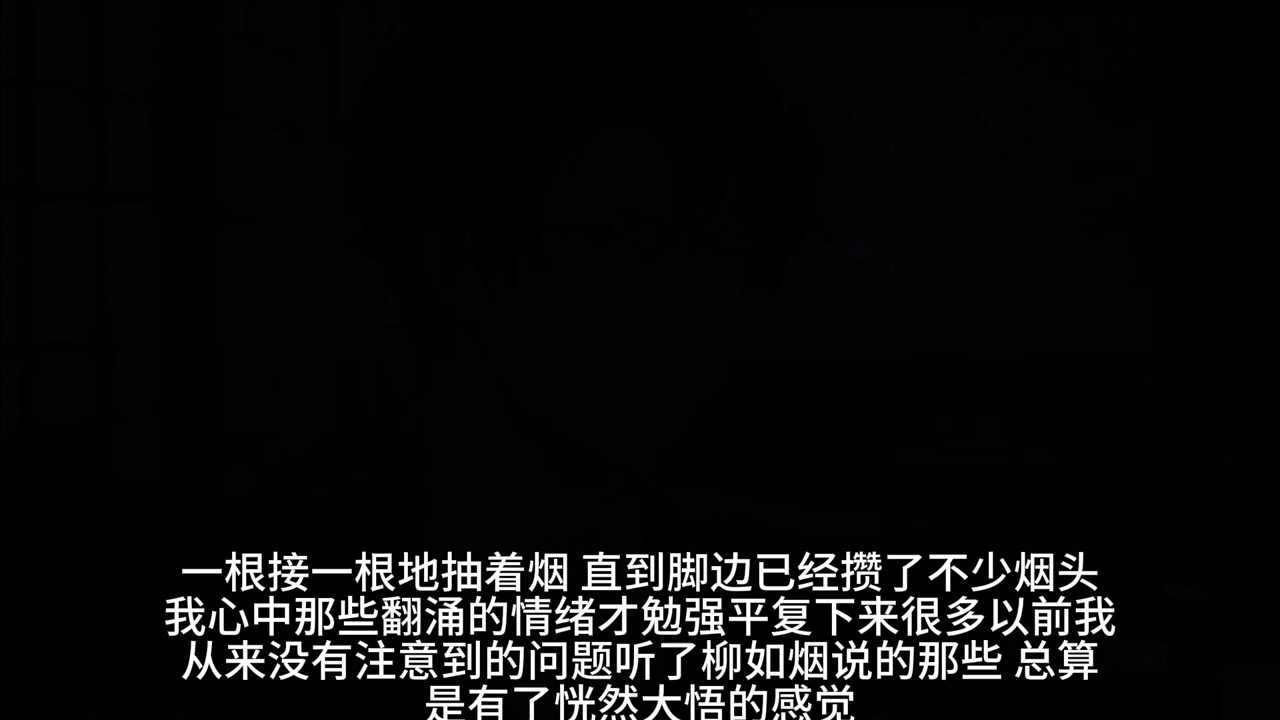 一根接一根地抽着烟 直到脚边已经攒了不少烟头
我心中那些翻涌的情绪才勉强平复下来很多以前我
从来没有注意到的问题听了柳如烟说的那些 总算
是有了恍然大悟的感觉